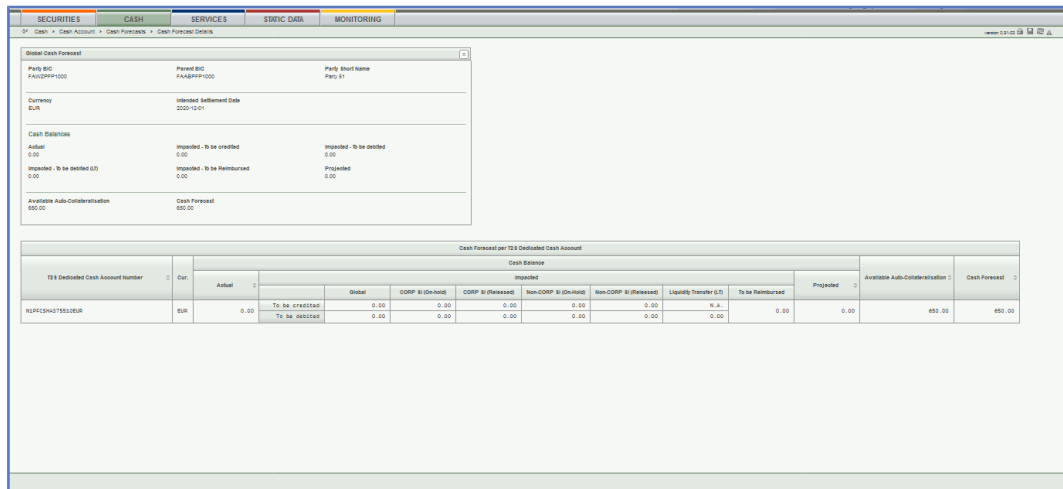 SECURITIES CASH SERVICES STATIC DATA MONITORING
Cash › Cash Account › Cash Forecasts › Cash Forecast Details
Global Cash Forecast
Party BIC Parent BIC Party Short Name
FAWZPFP1000 FAABPFP1000 Party 51
Currency Intended Settlement Date
EUR 2020-12-01
Cash Balances
Actual Impacted - To be credited Impacted - To be debited
0.00 0.00 0.00
Impacted - To be debited (LT) Impacted - To be Reimbursed Projected
0.00 0.00 0.00
Available Auto-Collateralisation Cash Forecast
650.00 650.00
Cash Forecast per T2S Dedicated Cash Account
Cash Balance
T2S Dedicated Cash Account Number Cur. Actual Impacted Projected Available Auto-Collateralisation Cash Forecast
Global CORP SI (On-hold) CORP SI (Released) Non-CORP SI (On-Hold) Non-CORP SI (Released) Liquidity Transfer (LT) To be Reimbursed
To be credited 0.00 0.00 0.00 0.00 0.00 N.A.
EUR 0.00 0.00 0.00 650.00 650.00
To be debited 0.00 0.00 0.00 0.00 0.00 0.00